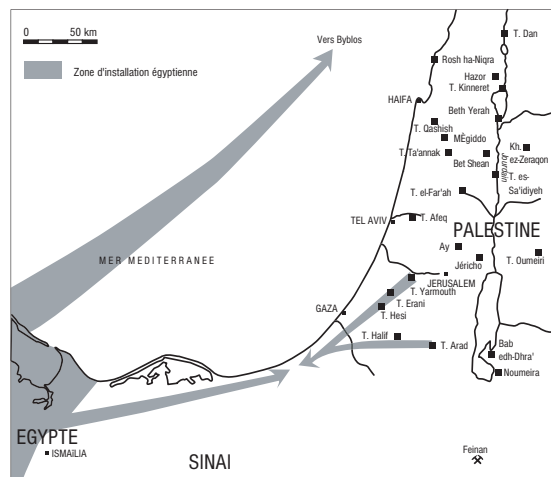 0 50 km
Zone d'installation égyptienne
Vers Byblos
T. Dan
Rosh ha-Niqra
Hazor
T. Kinneret
HAIFA
Beth Yerah
T. Qashish
MÈgiddo
T. Ta'annak
Bet Shean
Kh.
ez-Zeraqon
Jourdain
T. es-
Sa'idiyeh
T. el-Far'ah
TEL AVIV
T. Afeq
PALESTINE
MER MEDITERRANEE
Ay
Jéricho
T. Oumeiri
JERUSALEM
T. Yarmouth
T. Erani
T. Hesi
GAZA
T. Halif
T. Arad
Bab
edh-Dhra'
Noumeira
EGYPTE
ISMAïLIA
SINAI
Feinan